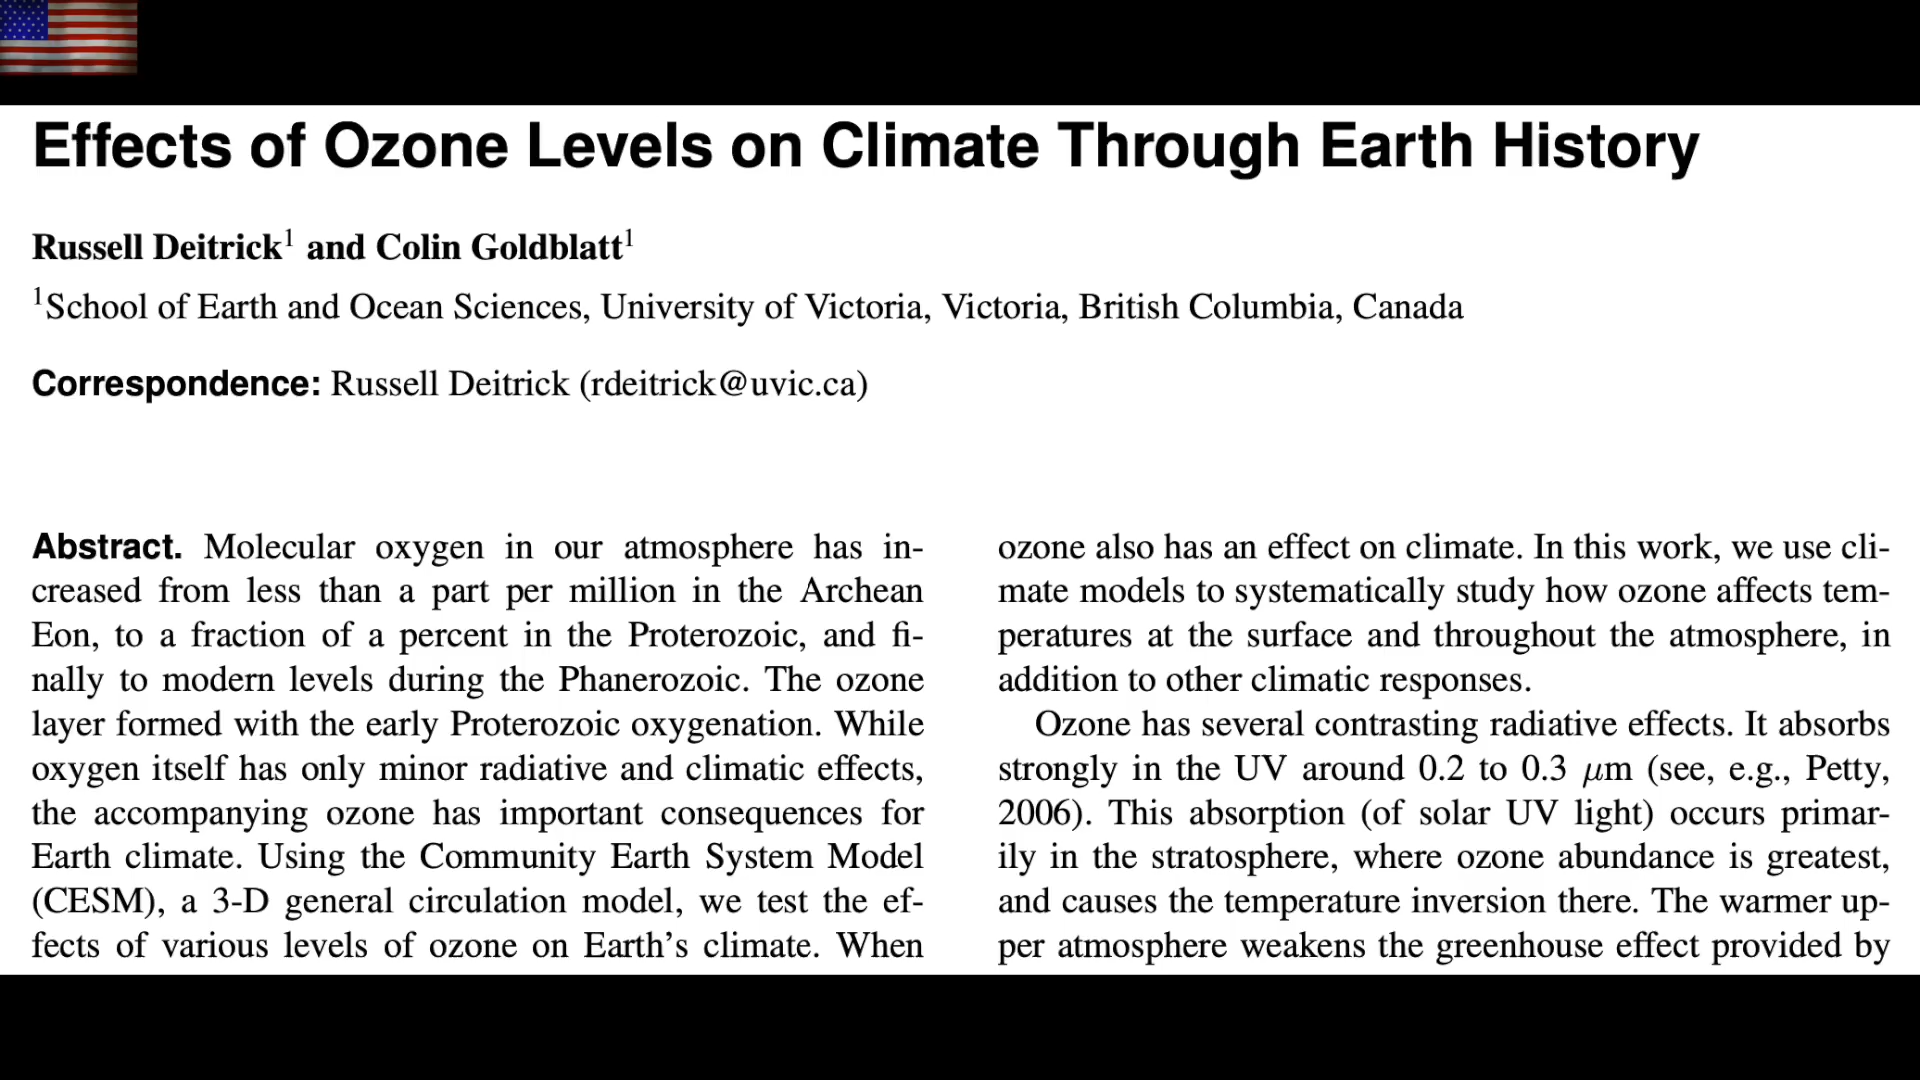 Effects of Ozone Levels on Climate Through Earth History
Russell Deitrick¹ and Colin Goldblatt¹
¹School of Earth and Ocean Sciences, University of Victoria, Victoria, British Columbia, Canada
Correspondence: Russell Deitrick (rdeitrick@uvic.ca)
Abstract. Molecular oxygen in our atmosphere has in-
creased from less than a part per million in the Archean
Eon, to a fraction of a percent in the Proterozoic, and fi-
nally to modern levels during the Phanerozoic. The ozone
layer formed with the early Proterozoic oxygenation. While
oxygen itself has only minor radiative and climatic effects,
the accompanying ozone has important consequences for
Earth climate. Using the Community Earth System Model
(CESM), a 3-D general circulation model, we test the ef-
fects of various levels of ozone on Earth's climate. When
ozone also has an effect on climate. In this work, we use cli-
mate models to systematically study how ozone affects tem-
peratures at the surface and throughout the atmosphere, in
addition to other climatic responses.
Ozone has several contrasting radiative effects. It absorbs
strongly in the UV around 0.2 to 0.3 μm (see, e.g., Petty,
2006). This absorption (of solar UV light) occurs primar-
ily in the stratosphere, where ozone abundance is greatest,
and causes the temperature inversion there. The warmer up-
per atmosphere weakens the greenhouse effect provided by